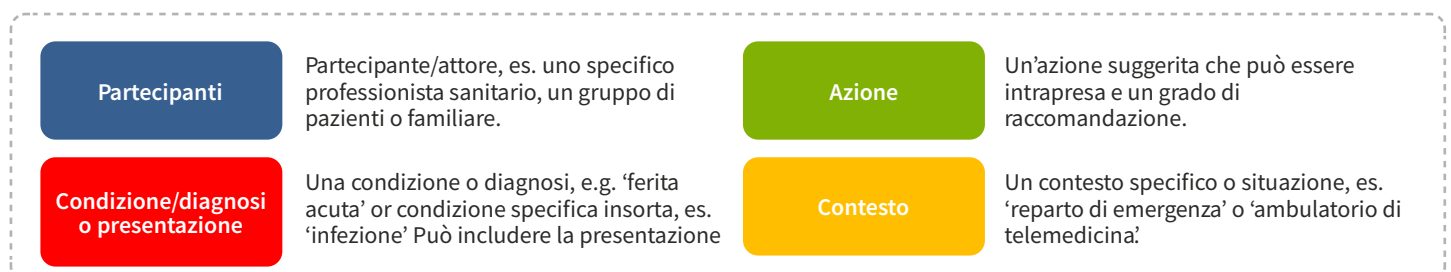 Partecipanti
Partecipante/attore, es. uno specifico
professionista sanitario, un gruppo di
pazienti o familiare.
Azione
Un’azione suggerita che può essere
intrapresa e un grado di
raccomandazione.
Condizione/diagnosi
o presentazione
Una condizione o diagnosi, e.g. ‘ferita
acuta’ or condizione specifica insorta, es.
‘infezione’ Può includere la presentazione
Contesto
Un contesto specifico o situazione, es.
‘reparto di emergenza’ o ‘ambulatorio di
telemedicina’.